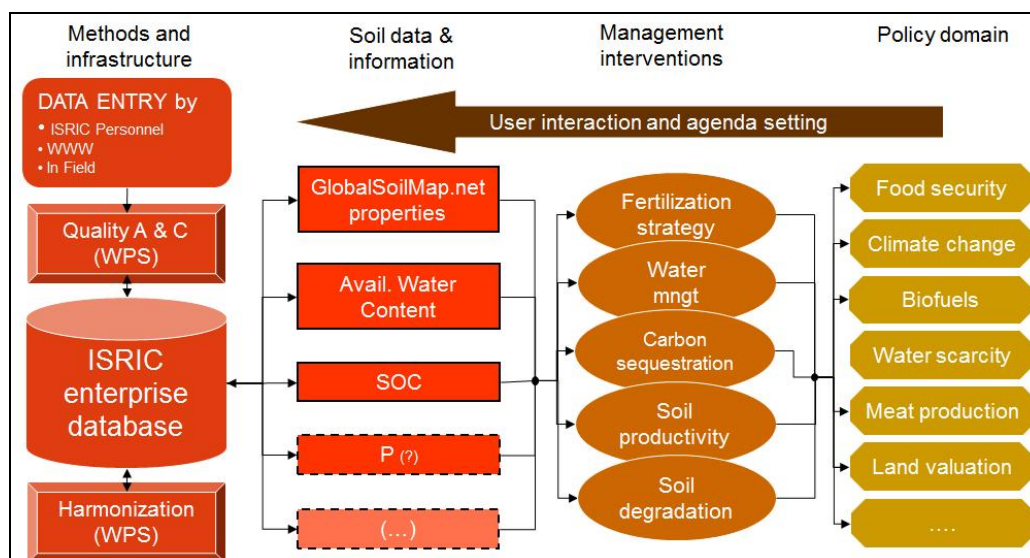 Methods and
infrastructure
Soil data &
information
Management
interventions
Policy domain
User interaction and agenda setting
DATA ENTRY by
• ISRIC Personnel
• WWW
• In Field
Quality A & C
(WPS)
ISRIC
enterprise
database
Harmonization
(WPS)
GlobalSoilMap.net
properties
Avail. Water
Content
SOC
P (?)
(...)
Fertilization
strategy
Water
mngt
Carbon
sequestration
Soil
productivity
Soil
degradation
Food security
Climate change
Biofuels
Water scarcity
Meat production
Land valuation
....